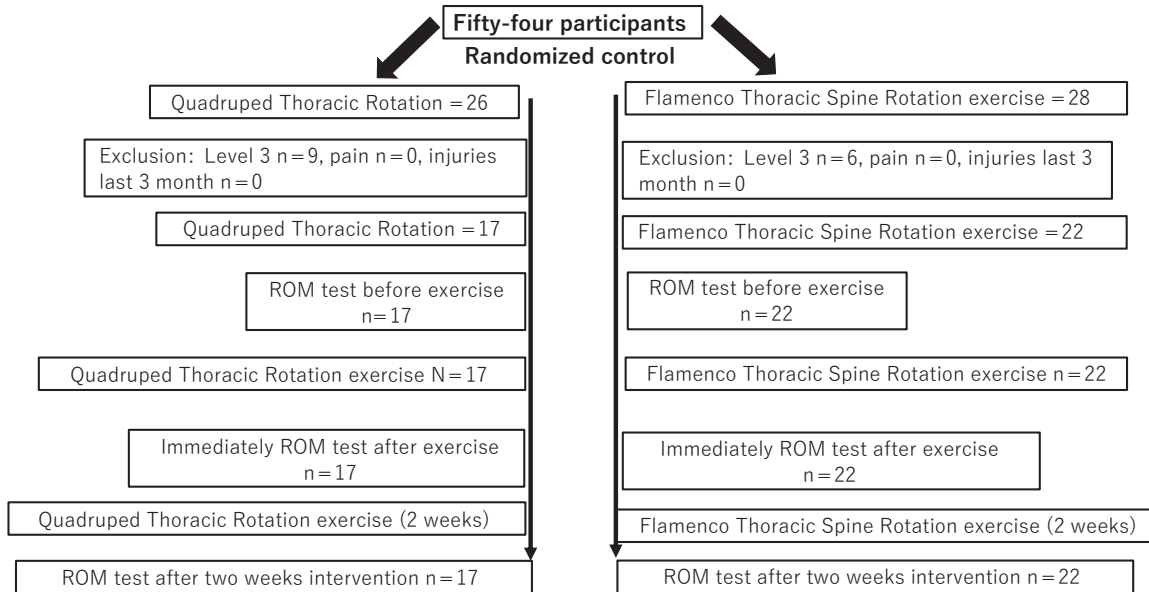 Fifty-four participants
Randomized control
Quadruped Thoracic Rotation =26
Exclusion: Level 3 n=9, pain n=0, injuries
last 3 month n=0
Quadruped Thoracic Rotation =17
ROM test before exercise
n=17
Quadruped Thoracic Rotation exercise N=17
Immediately ROM test after exercise
n=17
Quadruped Thoracic Rotation exercise (2 weeks)
ROM test after two weeks intervention n=17
Flamenco Thoracic Spine Rotation exercise =28
Exclusion: Level 3 n=6, pain n=0, injuries last 3
month n=0
Flamenco Thoracic Spine Rotation exercise =22
ROM test before exercise
n=22
Flamenco Thoracic Spine Rotation exercise n=22
Immediately ROM test after exercise
n=22
Flamenco Thoracic Spine Rotation exercise (2 weeks)
ROM test after two weeks intervention n=22